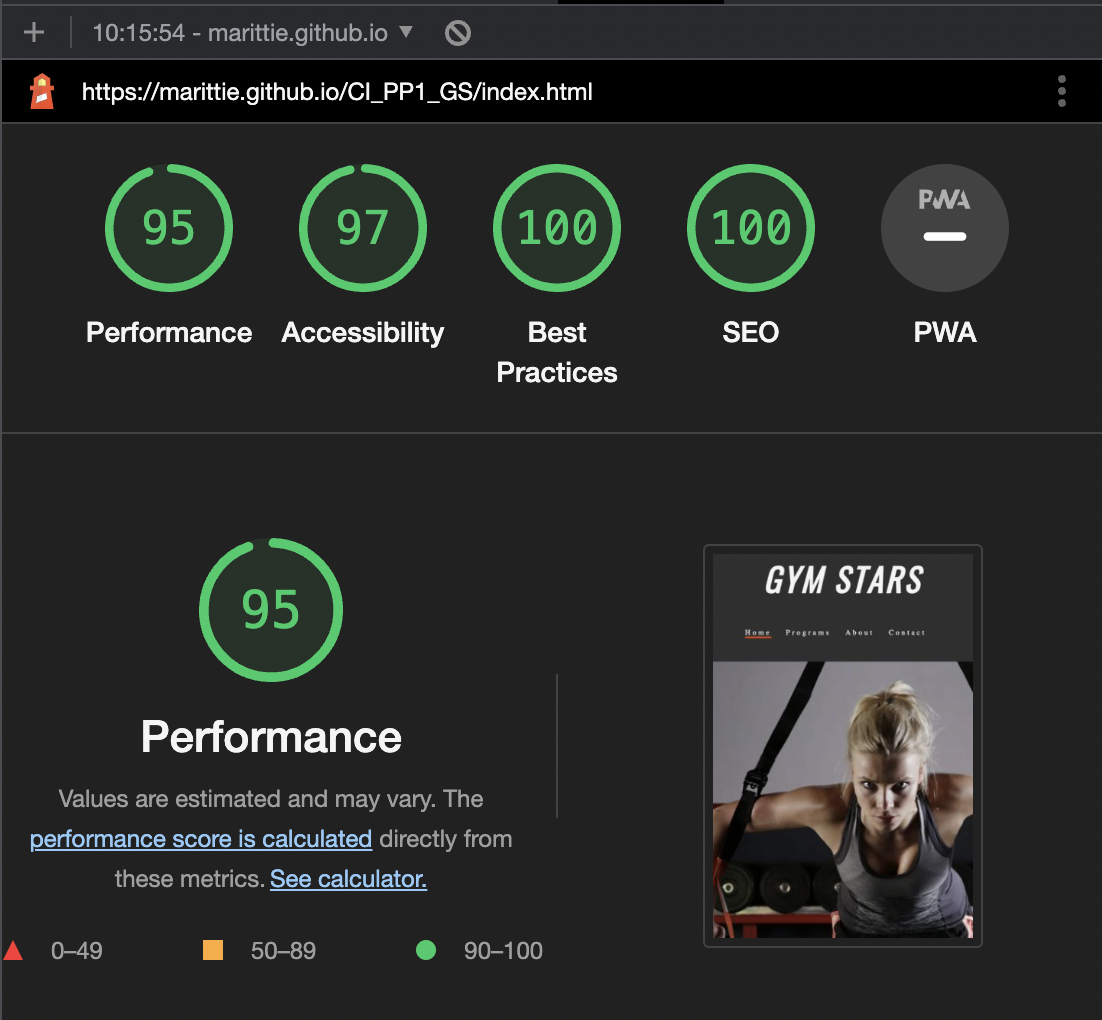 10:15:54 - marittie.github.io
https://marittie.github.io/CI_PP1_GS/index.html
95
97
100
100
PWA
Performance
Accessibility
Best
Practices
SEO
PWA
95
Performance
Values are estimated and may vary. The
performance score is calculated directly from
these metrics. See calculator.
0–49
50–89
90–100
GYM STARS
Home Programs About Contact